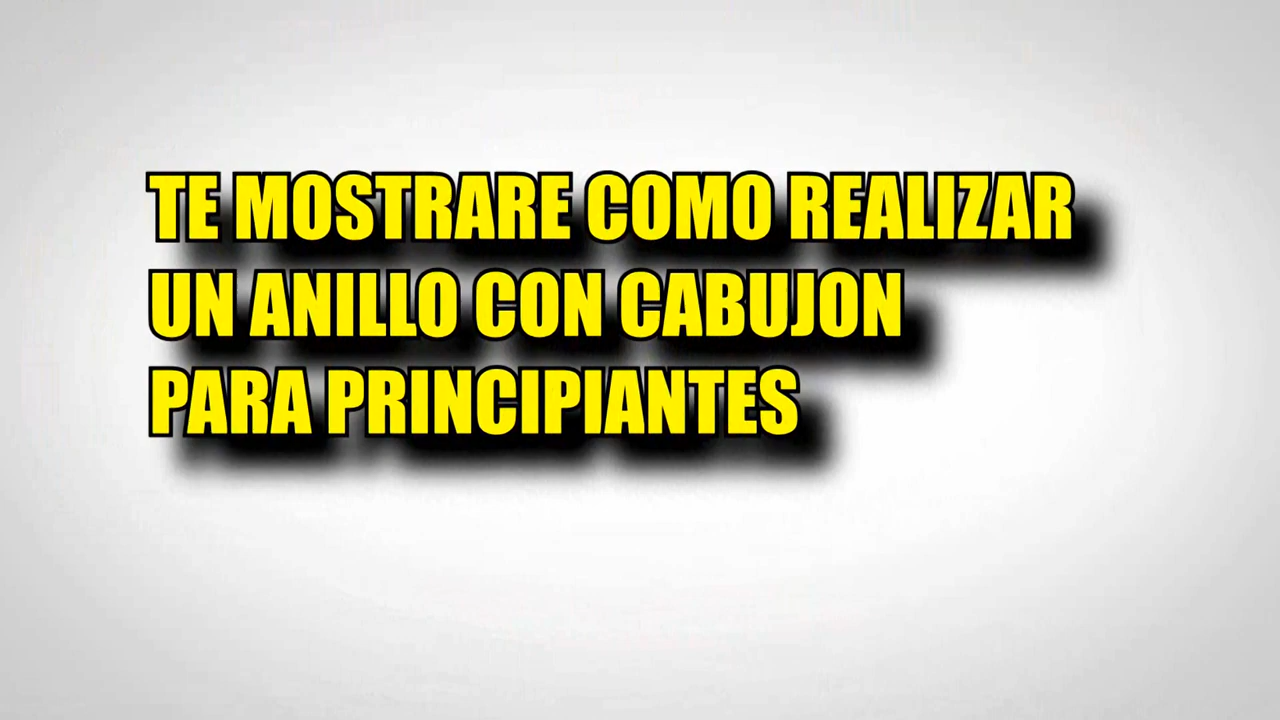 TE MOSTRARE COMO REALIZAR
UN ANILLO CON CABUJON
PARA PRINCIPIANTES